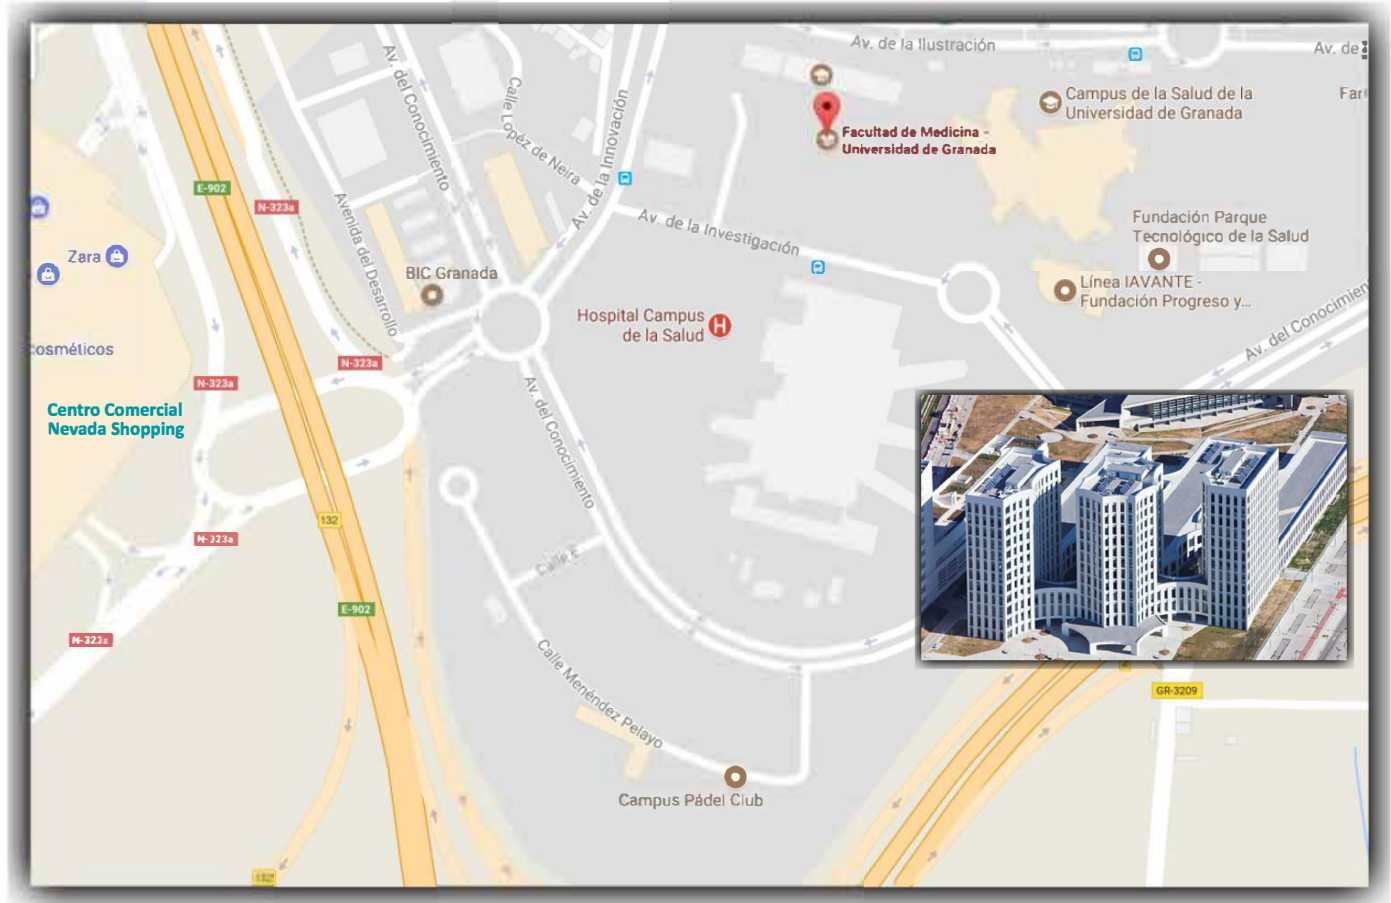 Av. de la Ilustración
Av. de
Campus de la Salud de la
Universidad de Granada
Far
Facultad de Medicina -
Universidad de Granada
Av. del Conocimiento
Calle Lopéz de Neira
Av. de la Innovación
E-902
N-323a
Avenida del Desarrollo
Av. de la Investigación
Fundación Parque
Tecnológico de la Salud
Zara
BIC Granada
Línea IAVANTE -
Fundación Progreso y...
Hospital Campus
de la Salud
Av. del Conocimien
osméticos
N-323a
N-323a
Centro Comercial
Nevada Shopping
Av. del Conocimiento
132
N-323a
E-902
N-323a
Calle Menéndez Pelayo
GR-3209
Campus Pádel Club